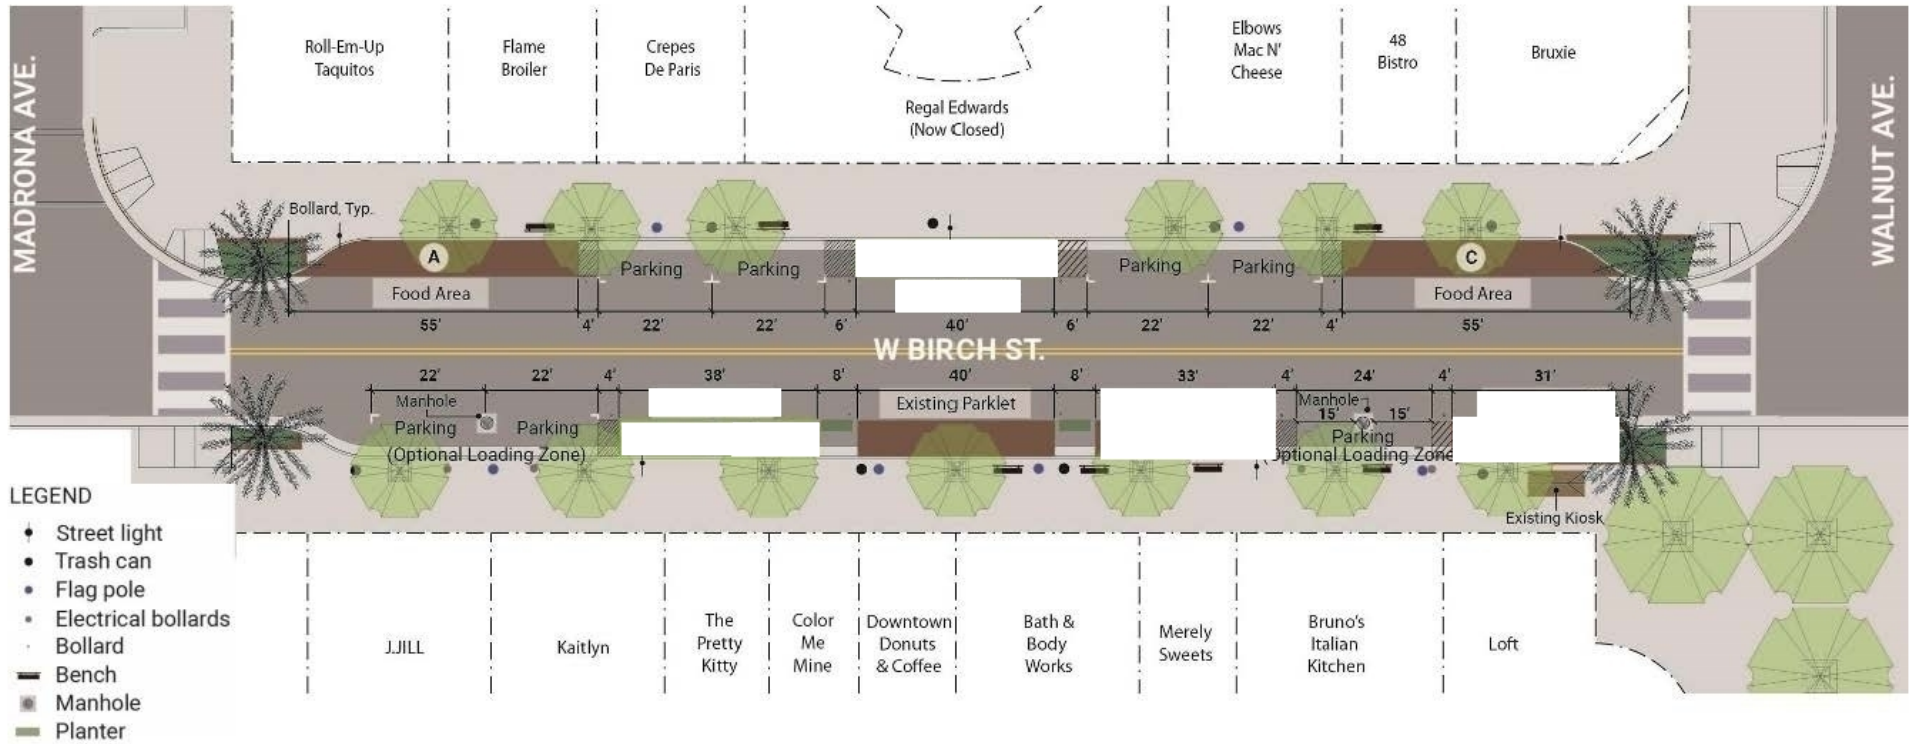 MADRONA AVE.
WALNUT AVE.
Roll-Em-Up
Taquitos
Flame
Broiler
Crepes
De Paris
Regal Edwards
(Now Closed)
Elbows
Mac N'
Cheese
48
Bistro
Bruxie
Bollard, Typ.
A
C
Parking
Parking
Parking
Parking
Food Area
Food Area
55'
4'
22'
22'
6'
40'
6'
22'
22'
4'
55'
W BIRCH ST.
22'
22'
4'
38'
8'
40'
8'
33'
4'
24'
4'
31'
Manhole
Existing Parklet
Manhole
15'
15'
Parking
Parking
Parking
(Optional Loading Zone)
Optional Loading Zone
Existing Kiosk
LEGEND
Street light
Trash can
Flag pole
Electrical bollards
Bollard
Bench
Manhole
Planter
J.JILL
Kaitlyn
The
Pretty
Kitty
Color
Me
Mine
Downtown
Donuts
& Coffee
Bath &
Body
Works
Merely
Sweets
Bruno's
Italian
Kitchen
Loft